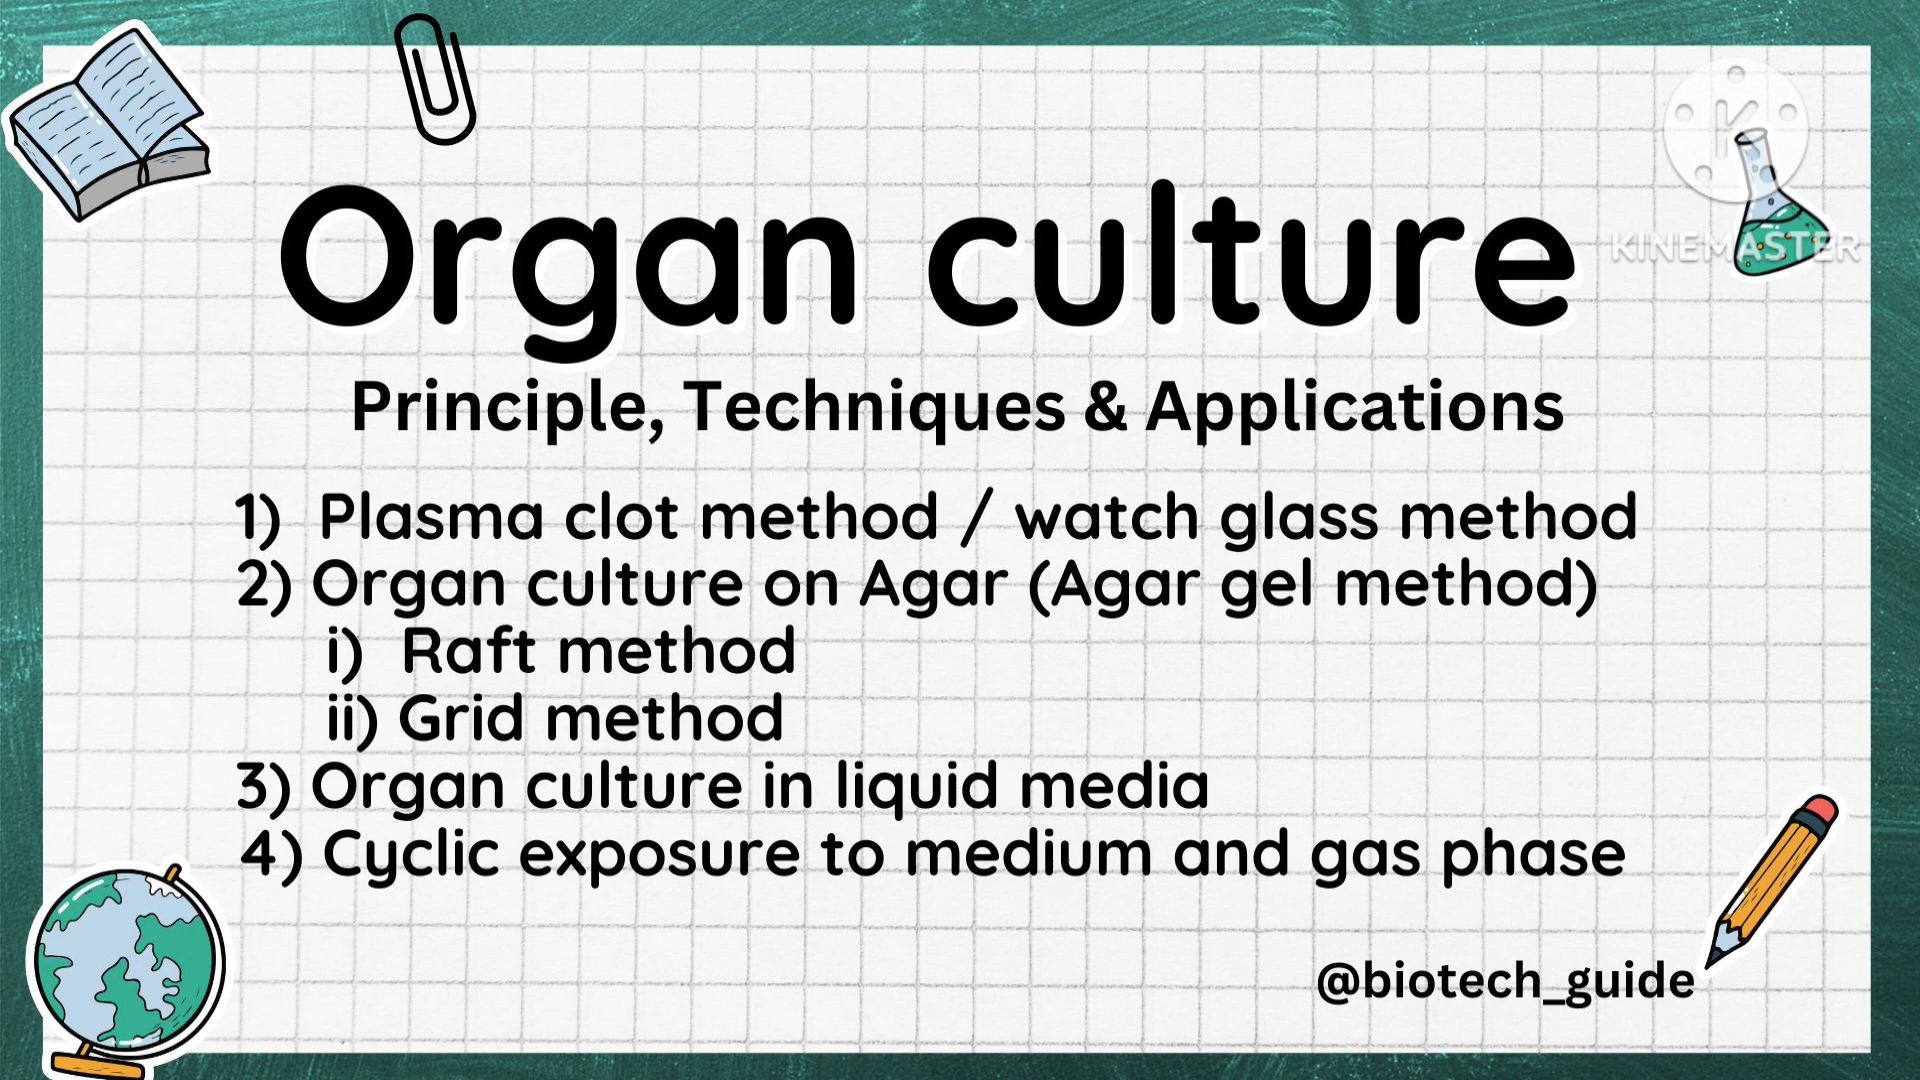 Organ culture
KINEMASTER
Principle, Techniques & Applications
1) Plasma clot method / watch glass method
2) Organ culture on Agar (Agar gel method)
i) Raft method
ii) Grid method
3) Organ culture in liquid media
4) Cyclic exposure to medium and gas phase
@biotech_guide